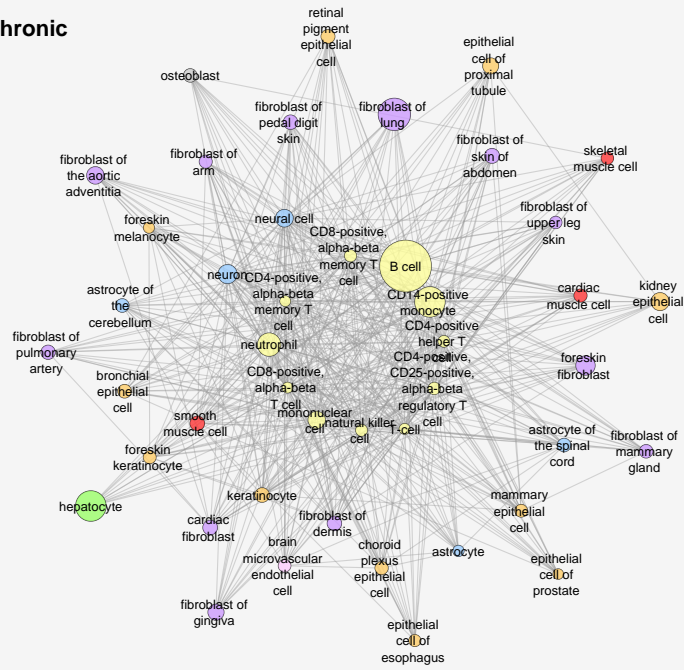 hronic
retinal
pigment
epithelial
cell
epithelial
cell of
proximal
tubule
osteoblast
fibroblast of
pedal digit
skin
fibroblast of
lung
fibroblast of
arm
fibroblast of
skin of
abdomen
skeletal
muscle cell
fibroblast of
the aortic
adventitia
foreskin
melanocyte
neural cell
fibroblast of
upper leg
skin
CD8-positive,
alpha-beta
memory T
cell
B cell
neuron
CD4-positive,
alpha-beta
memory T
cell
CD14-positive
monocyte
cardiac
muscle cell
kidney
epithelial
cell
astrocyte of
the
cerebellum
CD4-positive
helper T
cell
fibroblast of
pulmonary
artery
neutrophil
CD4-positive,
CD25-positive,
alpha-beta
regulatory T
cell
foreskin
fibroblast
bronchial
epithelial
cell
CD8-positive,
alpha-beta
T cell
smooth
muscle cell
mononuclear
cell
natural killer
cell
T-cell
foreskin
keratinocyte
astrocyte of
the spinal
cord
fibroblast of
mammary
gland
hepatocyte
keratinocyte
mammary
epithelial
cell
cardiac
fibroblast
fibroblast of
dermis
brain
microvascular
endothelial
cell
choroid
plexus
epithelial
cell
astrocyte
epithelial
cell of
prostate
fibroblast of
gingiva
epithelial
cell of
esophagus